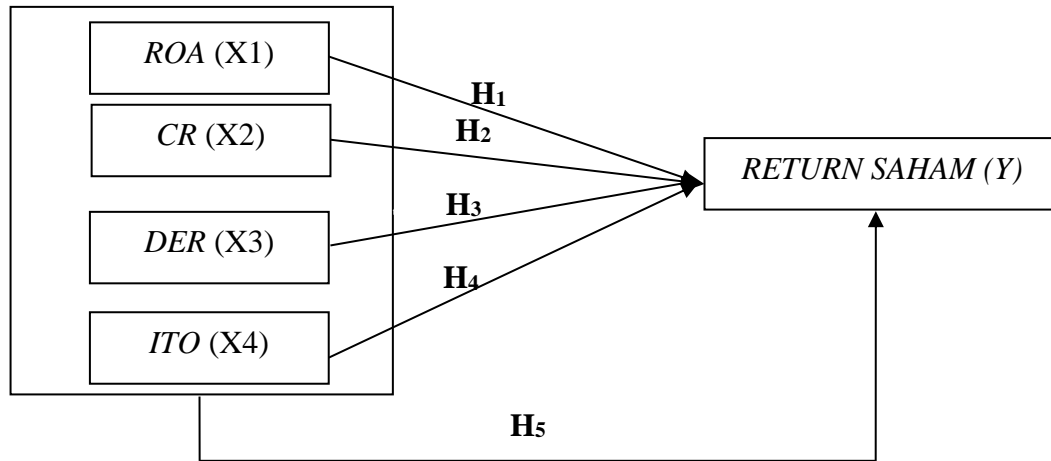 ROA (X1)
H1
CR (X2)
H2
RETURN SAHAM (Y)
DER (X3)
H3
H4
ITO (X4)
H5